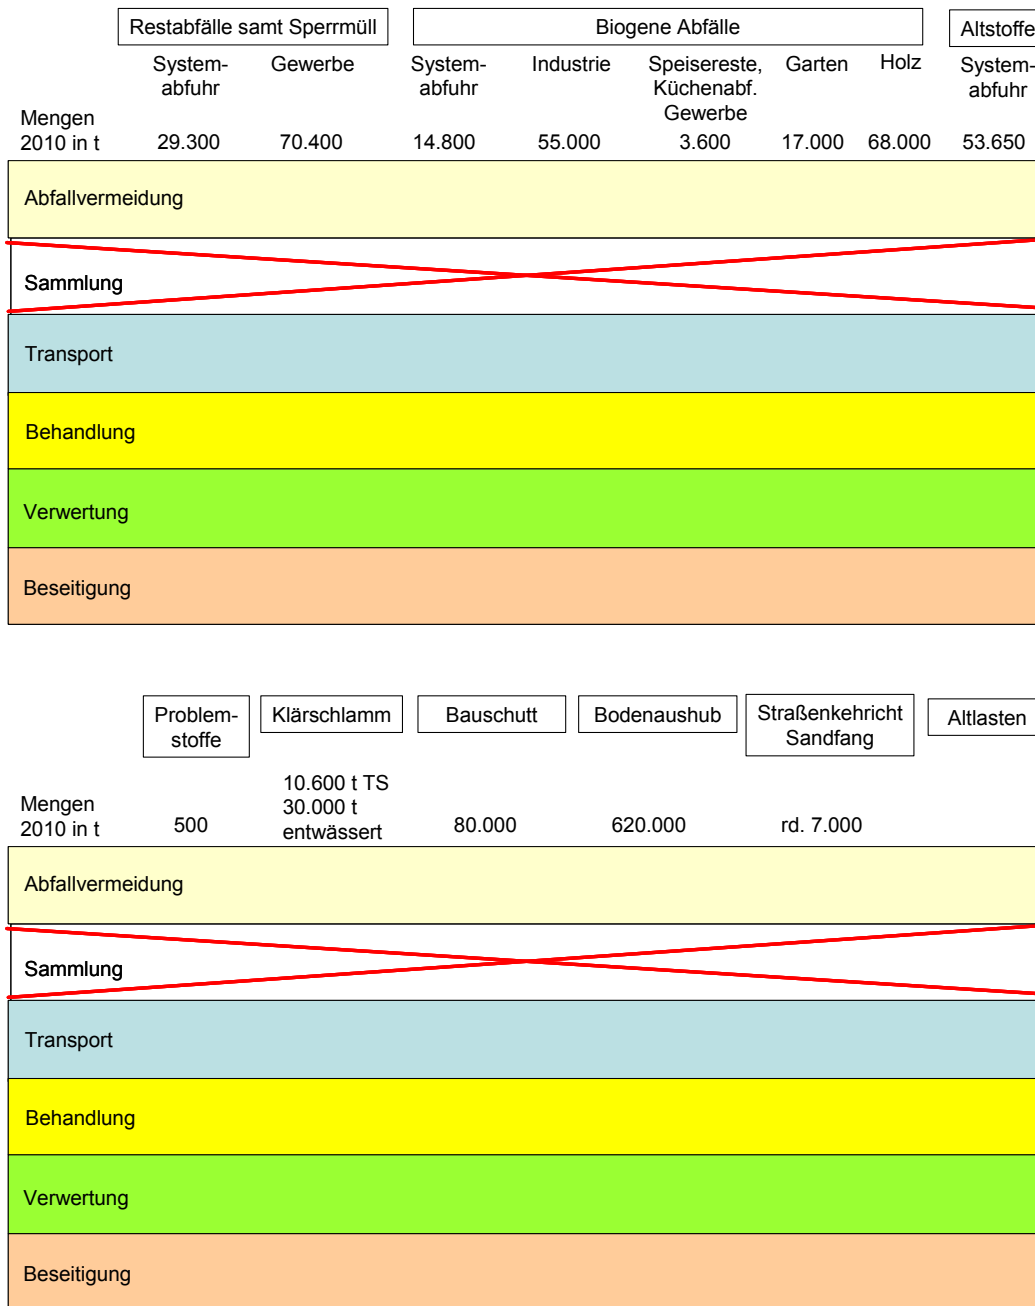 Restabfälle samt Sperrmüll
Biogene Abfälle
Altstoffe
System-
abfuhr
Gewerbe
System-
abfuhr
Industrie
Speisereste,
Küchenabf.
Gewerbe
Garten
Holz
System-
abfuhr
Mengen
2010 in t
29.300
70.400
14.800
55.000
3.600
17.000
68.000
53.650
Abfallvermeidung
Sammlung
Transport
Behandlung
Verwertung
Beseitigung
Problem-
stoffe
Klärschlamm
Bauschutt
Bodenaushub
Straßenkehricht
Sandfang
Altlasten
Mengen
2010 in t
500
10.600 t TS
30.000 t
entwässert
80.000
620.000
rd. 7.000
Abfallvermeidung
Sammlung
Transport
Behandlung
Verwertung
Beseitigung